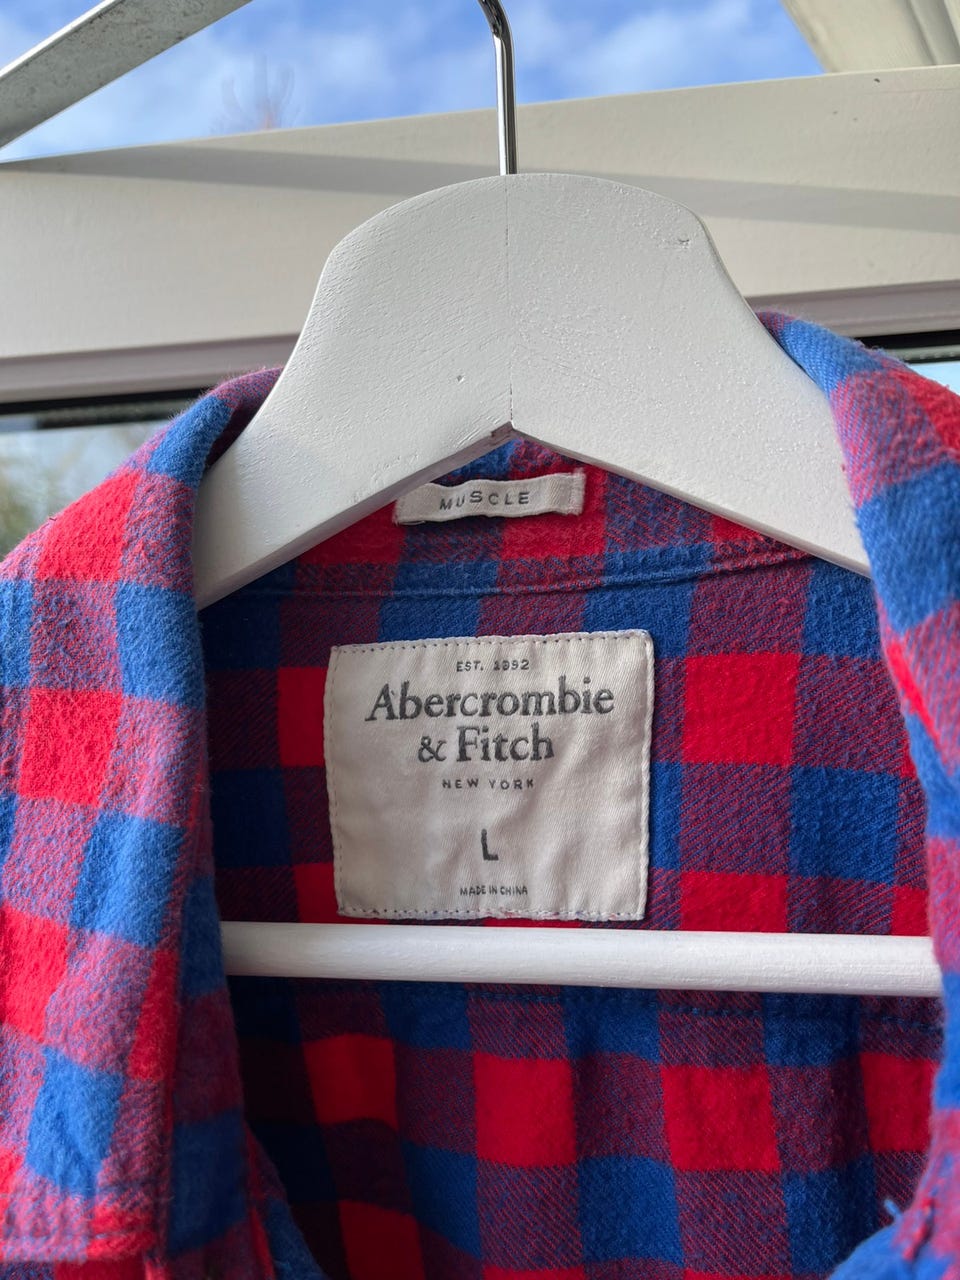 MUSCLE
EST. 1892
Abercrombie
& Fitch
NEW YORK
L
MADE IN CHINA